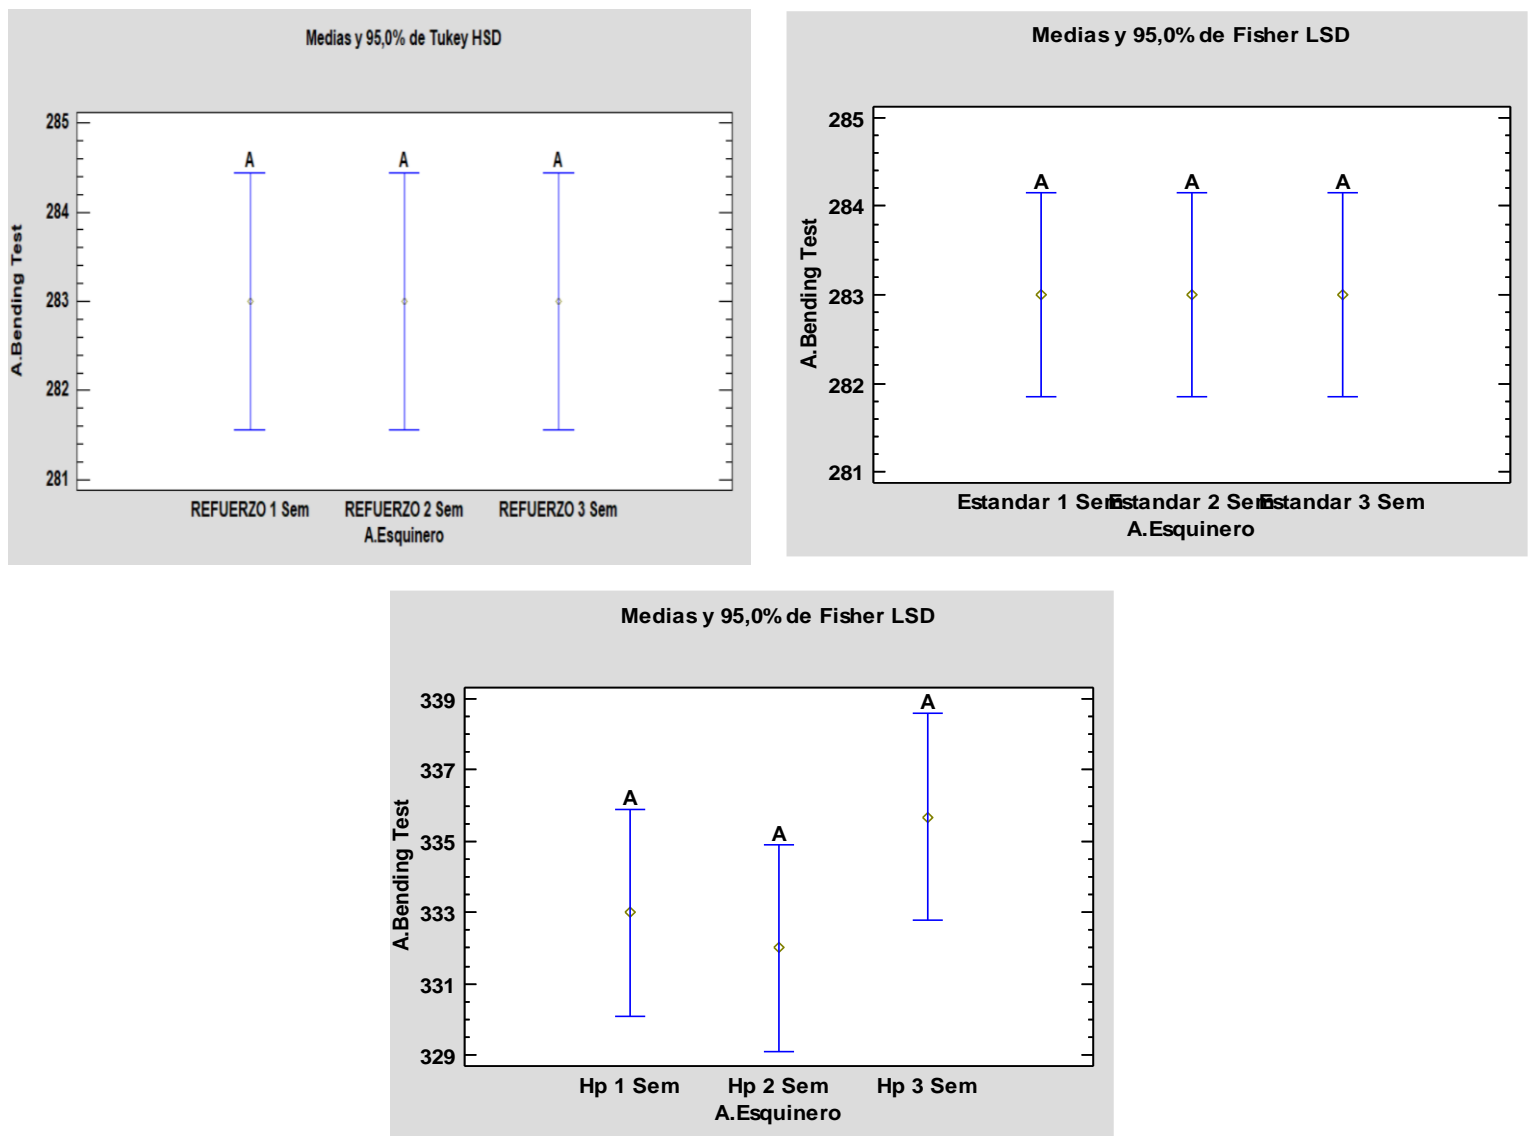 Medias y 95,0% de Tukey HSD
285
284
283
282
281
A.Bending Test
A
A
A
REFUERZO 1 Sem
REFUERZO 2 Sem
REFUERZO 3 Sem
A.Esquinero
Medias y 95,0% de Fisher LSD
285
284
283
282
281
A.Bending Test
A
A
A
Estandar 1 Sem
Estandar 2 Sem
Estandar 3 Sem
A.Esquinero
Medias y 95,0% de Fisher LSD
339
337
335
333
331
329
A.Bending Test
A
A
A
Hp 1 Sem
Hp 2 Sem
Hp 3 Sem
A.Esquinero